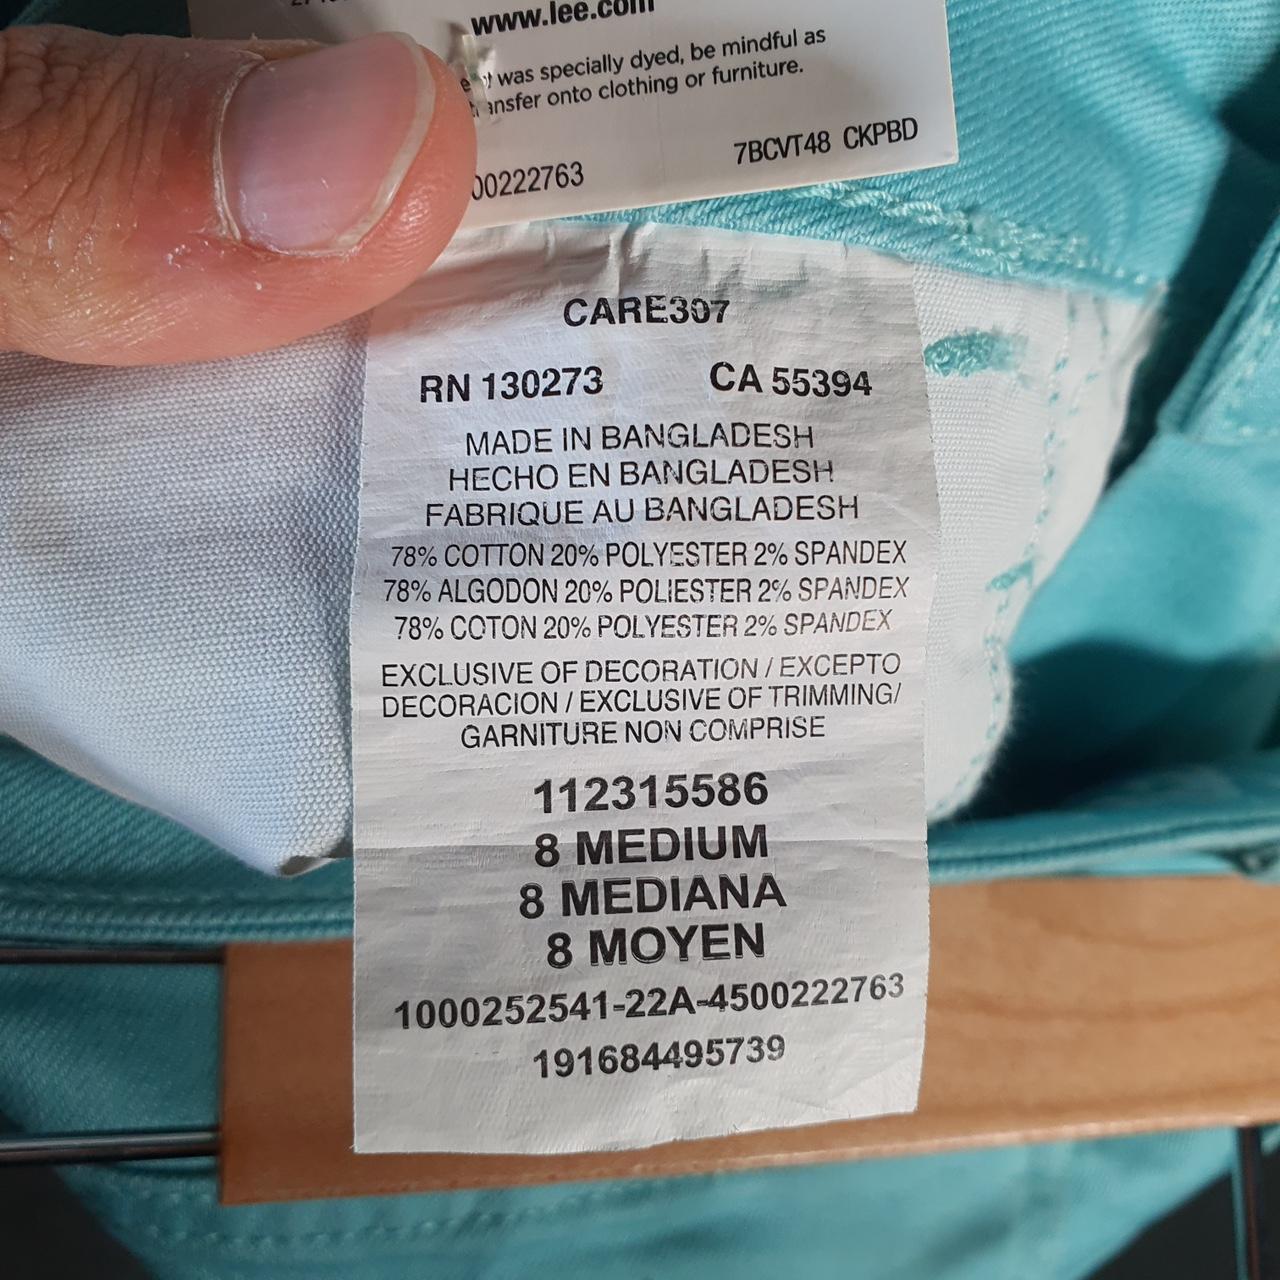 www.lee.com
was specially dyed, be mindful as
onto clothing or furniture.
7BCVT48 CKPBD
00222763
CARE307
RN 130273 CA 55394
MADE IN BANGLADESH
HECHO EN BANGLADESH
FABRIQUE AU BANGLADESH
78% COTTON 20% POLYESTER 2% SPANDEX
78% ALGODON 20% POLIESTER 2% SPANDEX
78% COTON 20% POLYESTER 2% SPANDEX
EXCLUSIVE OF DECORATION / EXCEPTO
DECORACION / EXCLUSIVE OF TRIMMING/
GARNITURE NON COMPRISE
112315586
8 MEDIUM
8 MEDIANA
8 MOYEN
1000252541-22A-4500222763
191684495739